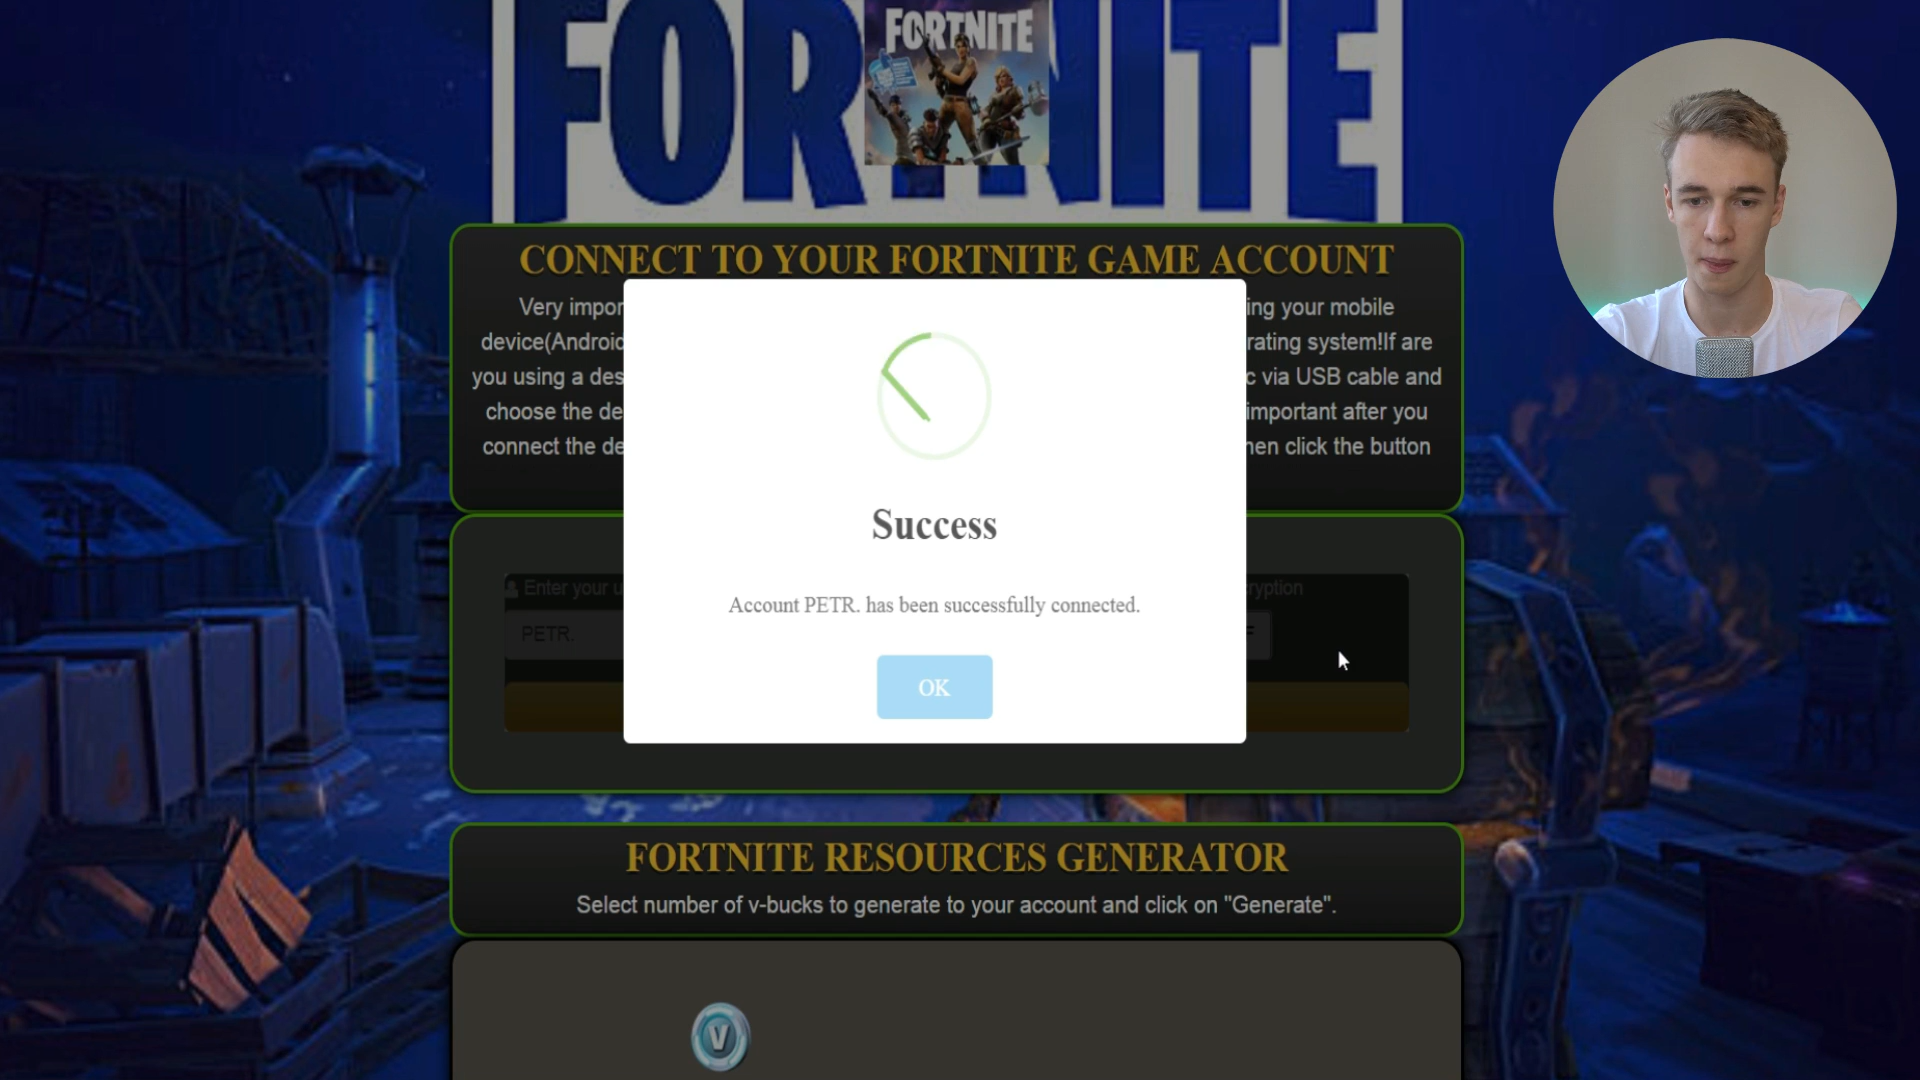 FORTNITE
FORTNITE
CONNECT TO YOUR FORTNITE GAME ACCOUNT
Very impor ing your mobile
device(Android rating system!If are
you using a des c via USB cable and
choose the de important after you
connect the de hen click the button
Success
Enter your u ryption
Account PETR. has been successfully connected.
PETR.
OK
FORTNITE RESOURCES GENERATOR
Select number of v-bucks to generate to your account and click on "Generate".
V